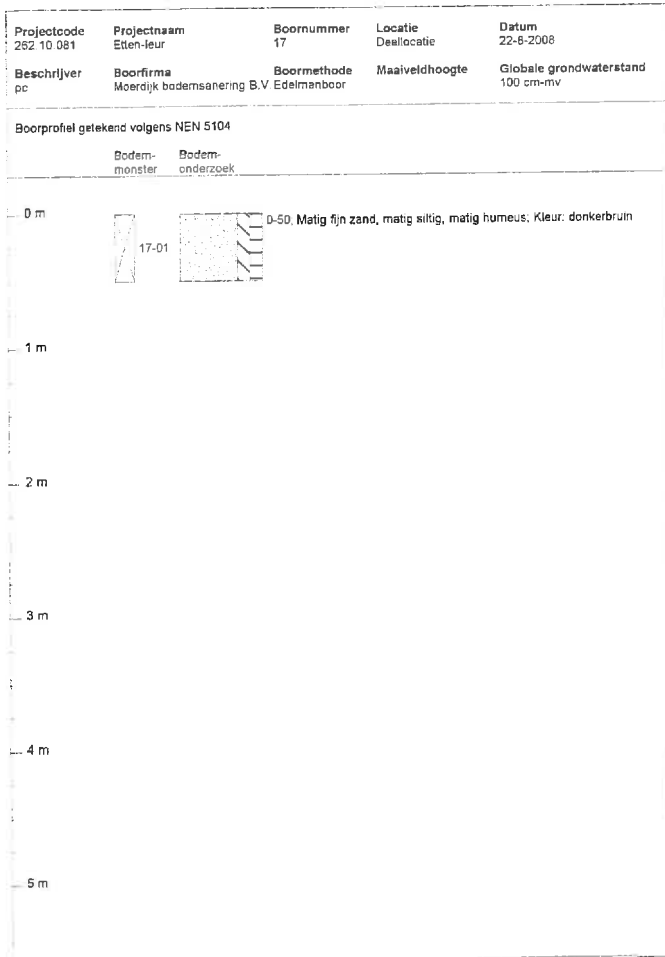 Projectcode Projectnaam Boornummer Locatie Datum
262.10.081 Etten-leur 17 Deellocatie 22-6-2008
Beschrijver Boorfirma Boormethode Maaiveldhoogte Globale grondwaterstand
pc Moerdijk bodemsanering B.V. Edelmanboor 100 cm-mv
Boorprofiel getekend volgens NEN 5104
Bodem- Bodem-
monster onderzoek
0 m
0-50, Matig fijn zand, matig siltig, matig humeus; Kleur: donkerbruin
17-01
1 m
2 m
3 m
4 m
5 m